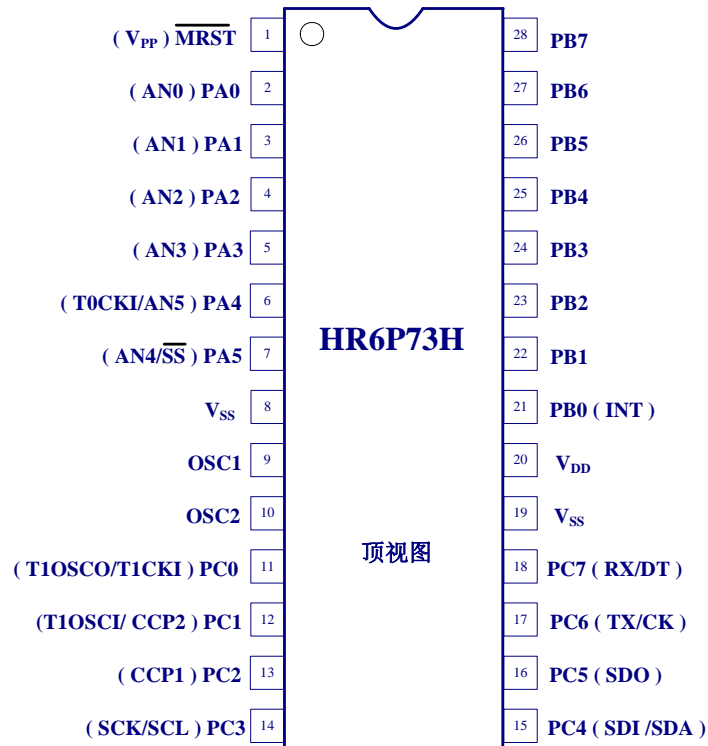 ( VPP ) MRST 1 28 PB7
( AN0 ) PA0 2 27 PB6
( AN1 ) PA1 3 26 PB5
( AN2 ) PA2 4 25 PB4
( AN3 ) PA3 5 24 PB3
( T0CKI/AN5 ) PA4 6 23 PB2
( AN4/SS ) PA5 7 HR6P73H 22 PB1
VSS 8 21 PB0 ( INT )
OSC1 9 20 VDD
OSC2 10 19 VSS
( T1OSCO/T1CKI ) PC0 11 顶视图 18 PC7 ( RX/DT )
(T1OSCI/ CCP2 ) PC1 12 17 PC6 ( TX/CK )
( CCP1 ) PC2 13 16 PC5 ( SDO )
( SCK/SCL ) PC3 14 15 PC4 ( SDI /SDA )